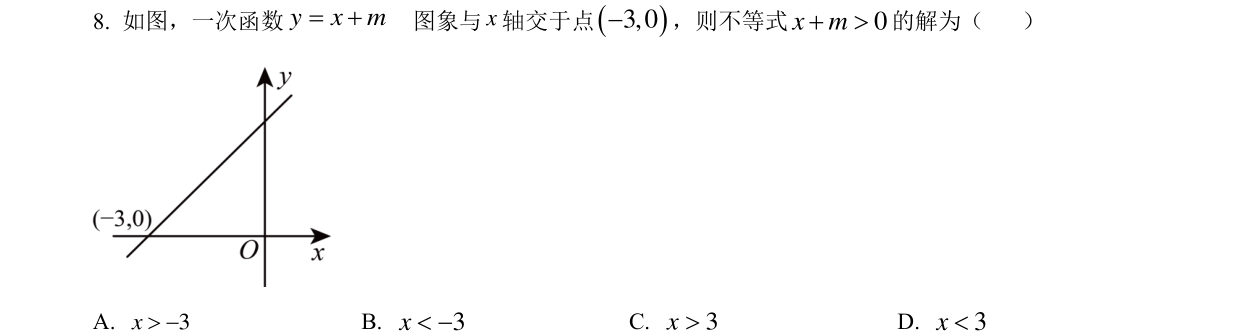 8. 如图，一次函数 y = x + m 图象与 x 轴交于点 (−3,0)，则不等式 x + m > 0 的解为（ ）
y
(−3,0)
O
x
A. x > −3 B. x < −3 C. x > 3 D. x < 3